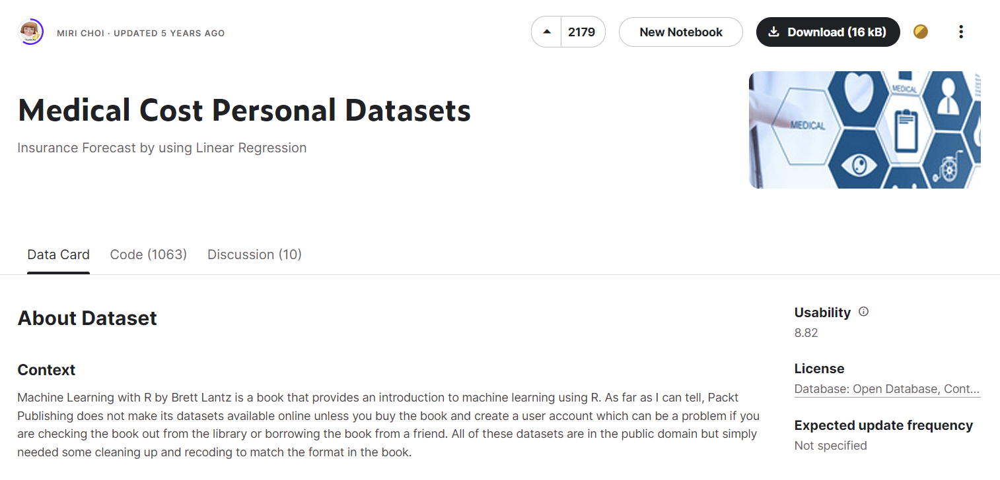 MIRI CHOI · UPDATED 5 YEARS AGO
2179
New Notebook
Download (16 kB)
Medical Cost Personal Datasets
Insurance Forecast by using Linear Regression
MEDICAL
MEDICAL
Data Card
Code (1063)
Discussion (10)
About Dataset
Context
Machine Learning with R by Brett Lantz is a book that provides an introduction to machine learning using R. As far as I can tell, Packt
Publishing does not make its datasets available online unless you buy the book and create a user account which can be a problem if you
are checking the book out from the library or borrowing the book from a friend. All of these datasets are in the public domain but simply
needed some cleaning up and recoding to match the format in the book.
Usability
8.82
License
Database: Open Database, Cont...
Expected update frequency
Not specified